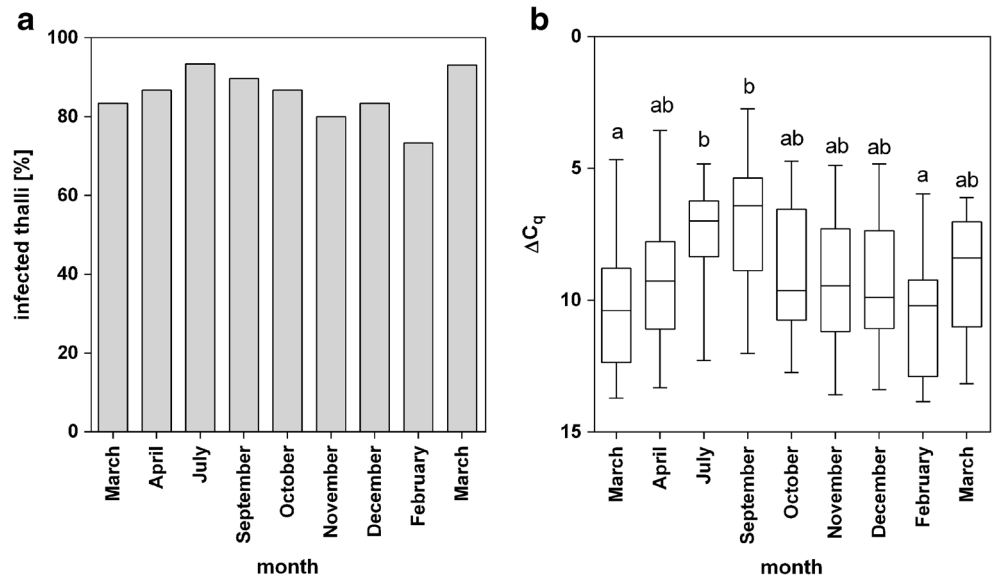 a
infected thalli [%]
100
80
60
40
20
0
March
April
July
September
October
November
December
February
March
month
b
ΔCq
0
5
10
15
a
ab
b
b
ab
ab
ab
a
ab
March
April
July
September
October
November
December
February
March
month